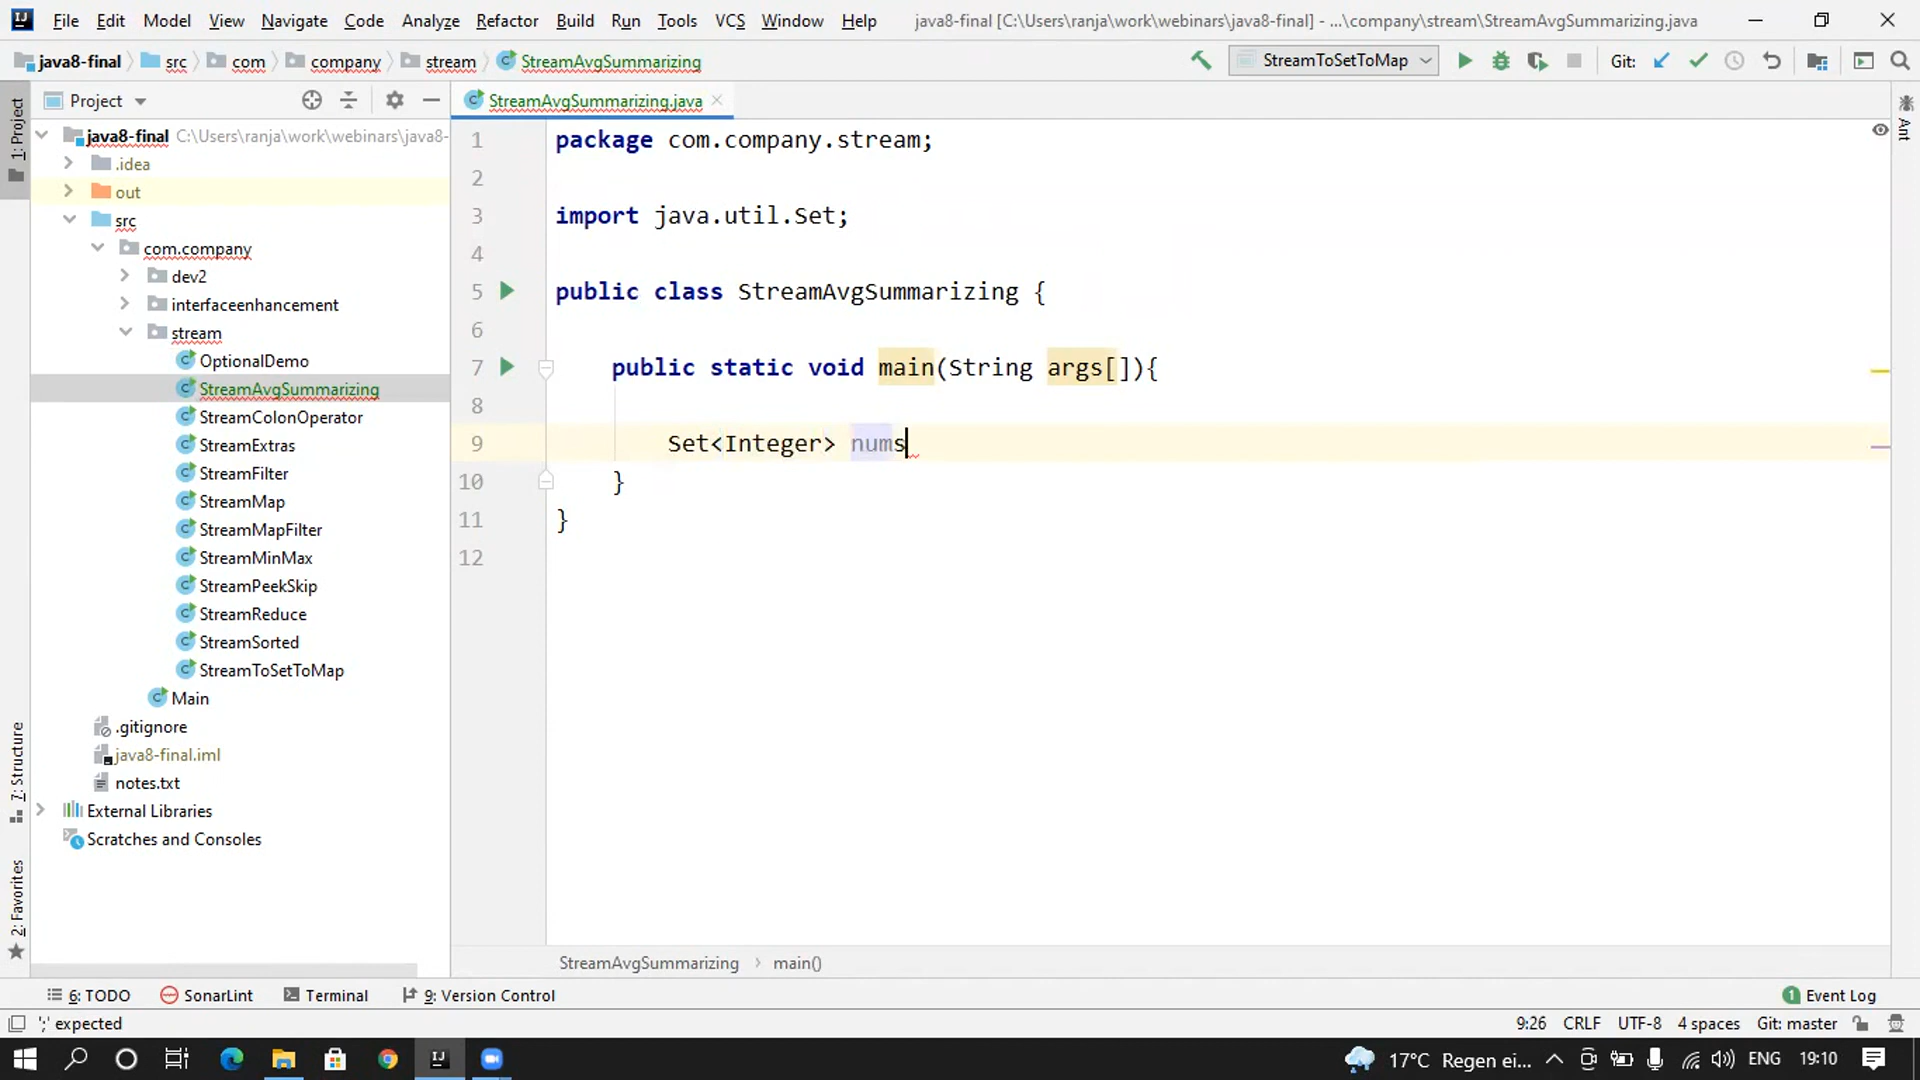 File Edit Model View Navigate Code Analyze Refactor Build Run Tools VCS Window Help java8-final [C:\Users\ranja\work\webinars\java8-final] - ...\company\stream\StreamAvgSummarizing.java
java8-final src com company stream StreamAvgSummarizing StreamToSetToMap Git:
Project
StreamAvgSummarizing.java
1: Project
7: Structure
2: Favorites
Ant
java8-final C:\Users\ranja\work\webinars\java8-
.idea
out
src
com.company
dev2
interfaceenhancement
stream
OptionalDemo
StreamAvgSummarizing
StreamColonOperator
StreamExtras
StreamFilter
StreamMap
StreamMapFilter
StreamMinMax
StreamPeekSkip
StreamReduce
StreamSorted
StreamToSetToMap
Main
.gitignore
java8-final.iml
notes.txt
External Libraries
Scratches and Consoles
1 package com.company.stream;
2
3 import java.util.Set;
4
5 public class StreamAvgSummarizing {
6
7 public static void main(String args[]){
8
9 Set<Integer> nums
10 }
11 }
12
StreamAvgSummarizing main()
6: TODO SonarLint Terminal 9: Version Control 1 Event Log
';' expected 9:26 CRLF UTF-8 4 spaces Git: master
17°C Regen ei... ENG 19:10